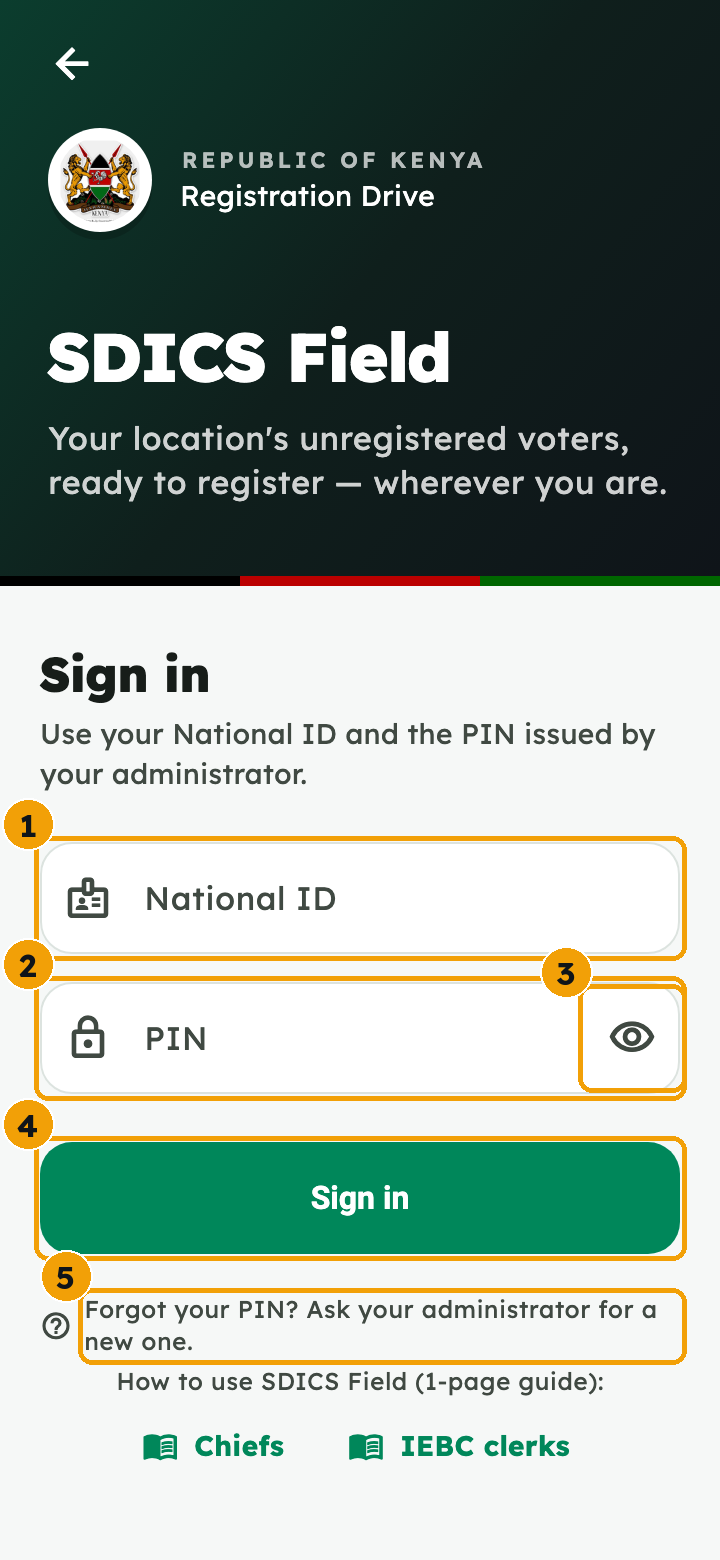 REPUBLIC OF KENYA
Registration Drive
SDICS Field
Your location's unregistered voters,
ready to register — wherever you are.
Sign in
Use your National ID and the PIN issued by
your administrator.
1
National ID
2
3
PIN
4
Sign in
5
Forgot your PIN? Ask your administrator for a
new one.
How to use SDICS Field (1-page guide):
Chiefs
IEBC clerks